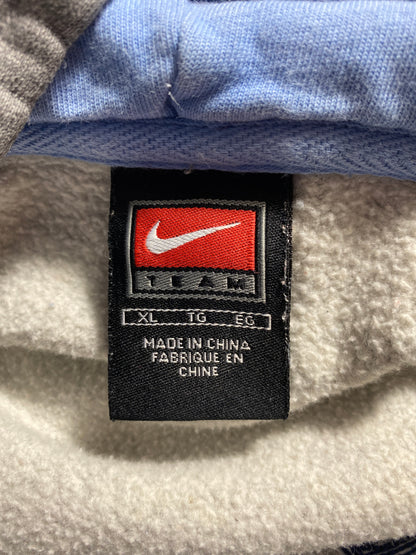 TEAM
XL TG EG
MADE IN CHINA
FABRIQUE EN
CHINE